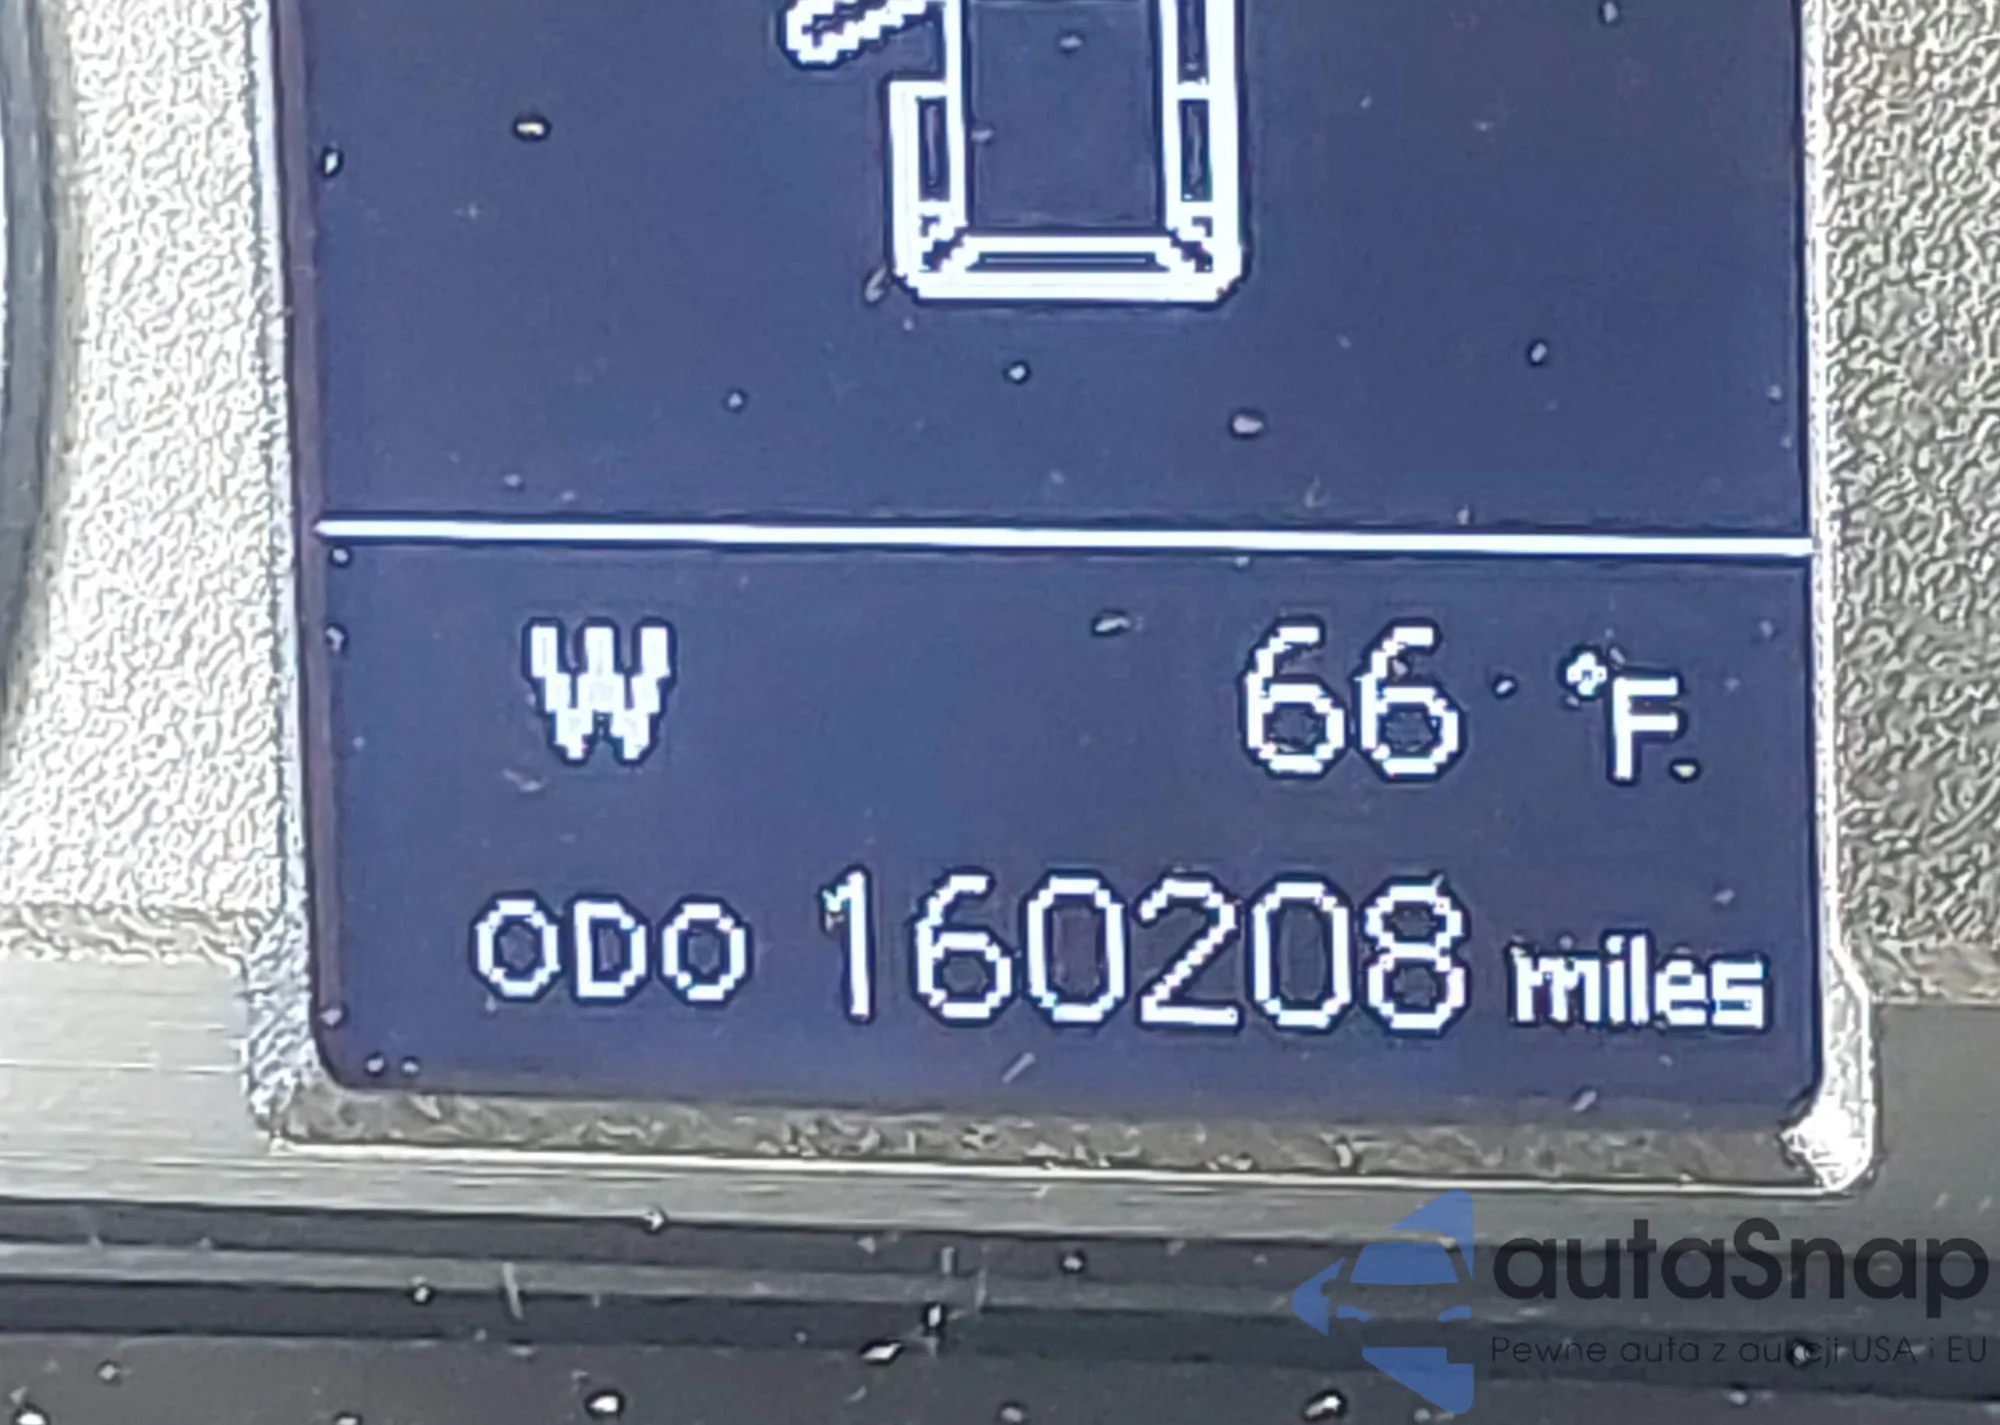 W 66 °F
ODO 160208 miles
autaSnap
Pewne auta z aukcji USA i EU